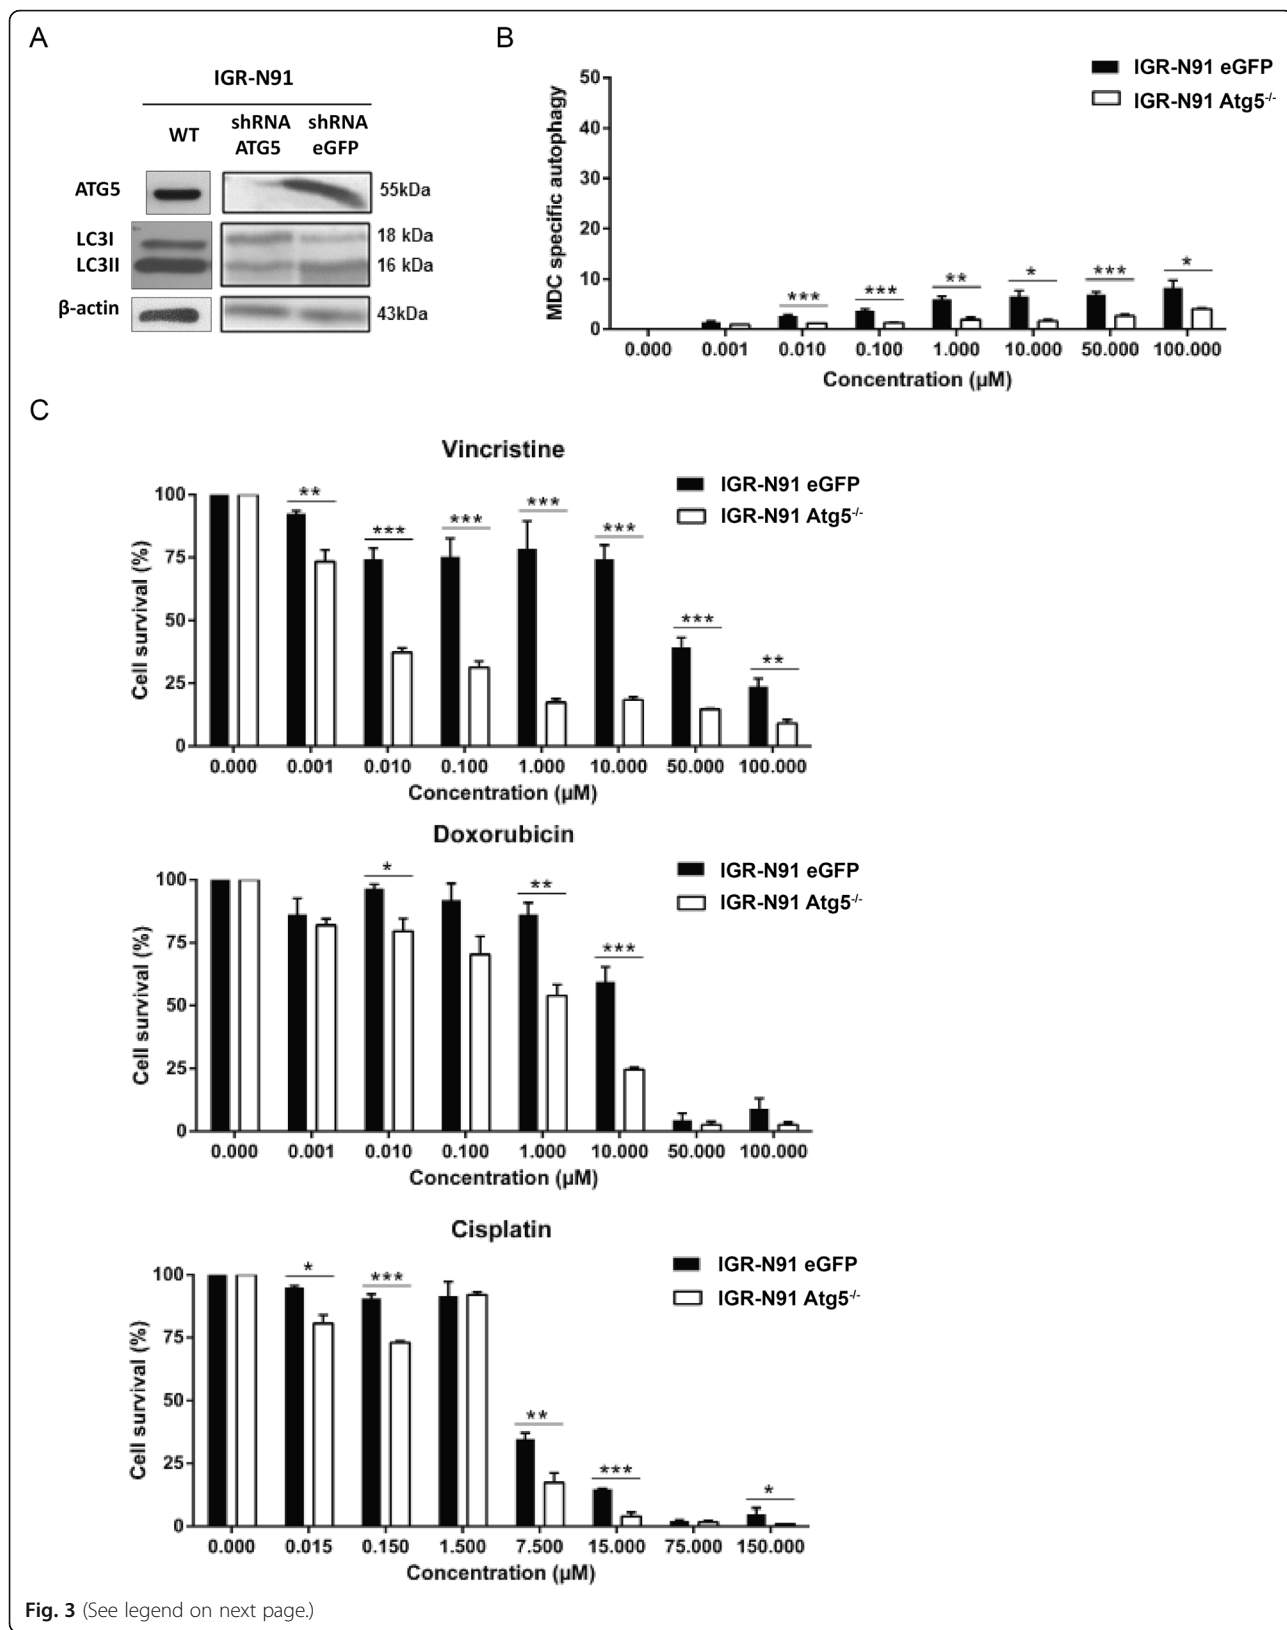 A
IGR-N91
WT
shRNA ATG5
shRNA eGFP
ATG5
55kDa
LC3I
18 kDa
LC3II
16 kDa
β-actin
43kDa
B
IGR-N91 eGFP
IGR-N91 Atg5-/-
MDC specific autophagy
50
40
30
20
10
0
*** *** ** * *** *
0.000 0.001 0.010 0.100 1.000 10.000 50.000 100.000
Concentration (µM)
C
Vincristine
IGR-N91 eGFP
IGR-N91 Atg5-/-
Cell survival (%)
100
75
50
25
0
** *** *** *** *** *** **
0.000 0.001 0.010 0.100 1.000 10.000 50.000 100.000
Concentration (µM)
Doxorubicin
IGR-N91 eGFP
IGR-N91 Atg5-/-
Cell survival (%)
100
75
50
25
0
* ** ***
0.000 0.001 0.010 0.100 1.000 10.000 50.000 100.000
Concentration (µM)
Cisplatin
IGR-N91 eGFP
IGR-N91 Atg5-/-
Cell survival (%)
100
75
50
25
0
* *** ** *** *
0.000 0.015 0.150 1.500 7.500 15.000 75.000 150.000
Concentration (µM)
Fig. 3 (See legend on next page.)